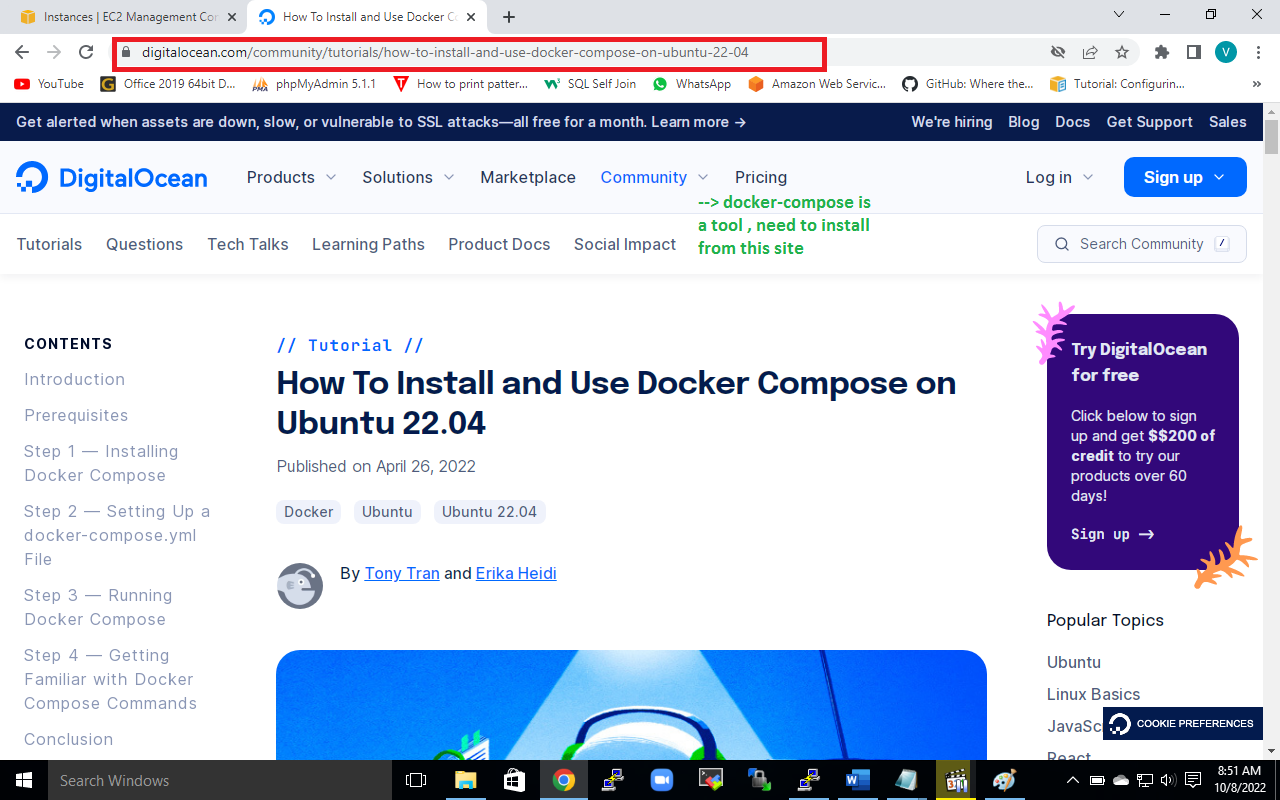 Instances | EC2 Management Con
How To Install and Use Docker Co
digitalocean.com/community/tutorials/how-to-install-and-use-docker-compose-on-ubuntu-22-04
V
YouTube
Office 2019 64bit D...
phpMyAdmin 5.1.1
How to print patter...
SQL Self Join
WhatsApp
Amazon Web Servic...
GitHub: Where the...
Tutorial: Configurin...
»
Get alerted when assets are down, slow, or vulnerable to SSL attacks—all free for a month. Learn more →
We're hiring Blog Docs Get Support Sales
DigitalOcean
Products Solutions Marketplace Community Pricing
Log in
Sign up
--> docker-compose is
a tool , need to install
from this site
Tutorials Questions Tech Talks Learning Paths Product Docs Social Impact
Search Community /
CONTENTS
Introduction
Prerequisites
Step 1 — Installing
Docker Compose
Step 2 — Setting Up a
docker-compose.yml
File
Step 3 — Running
Docker Compose
Step 4 — Getting
Familiar with Docker
Compose Commands
Conclusion
// Tutorial //
How To Install and Use Docker Compose on
Ubuntu 22.04
Published on April 26, 2022
Docker Ubuntu Ubuntu 22.04
By Tony Tran and Erika Heidi
Try DigitalOcean
for free
Click below to sign
up and get $$200 of
credit to try our
products over 60
days!
Sign up →
Popular Topics
Ubuntu
Linux Basics
JavaSc
React
COOKIE PREFERENCES
Search Windows
8:51 AM
10/8/2022